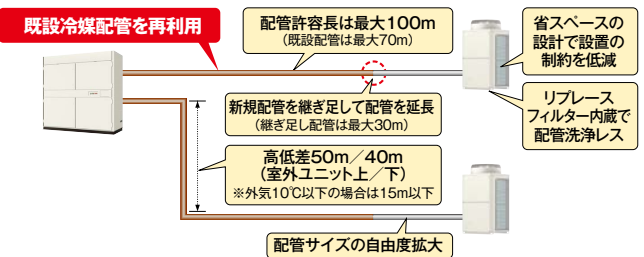 既設冷媒配管を再利用
配管許容長は最大100m
（既設配管は最大70m）
省スペースの
設計で設置の
制約を低減
新規配管を継ぎ足して配管を延長
（継ぎ足し配管は最大30m）
リプレース
フィルター内蔵で
配管洗浄レス
高低差50m／40m
（室外ユニット上／下）
※外気10℃以下の場合は15m以下
配管サイズの自由度拡大